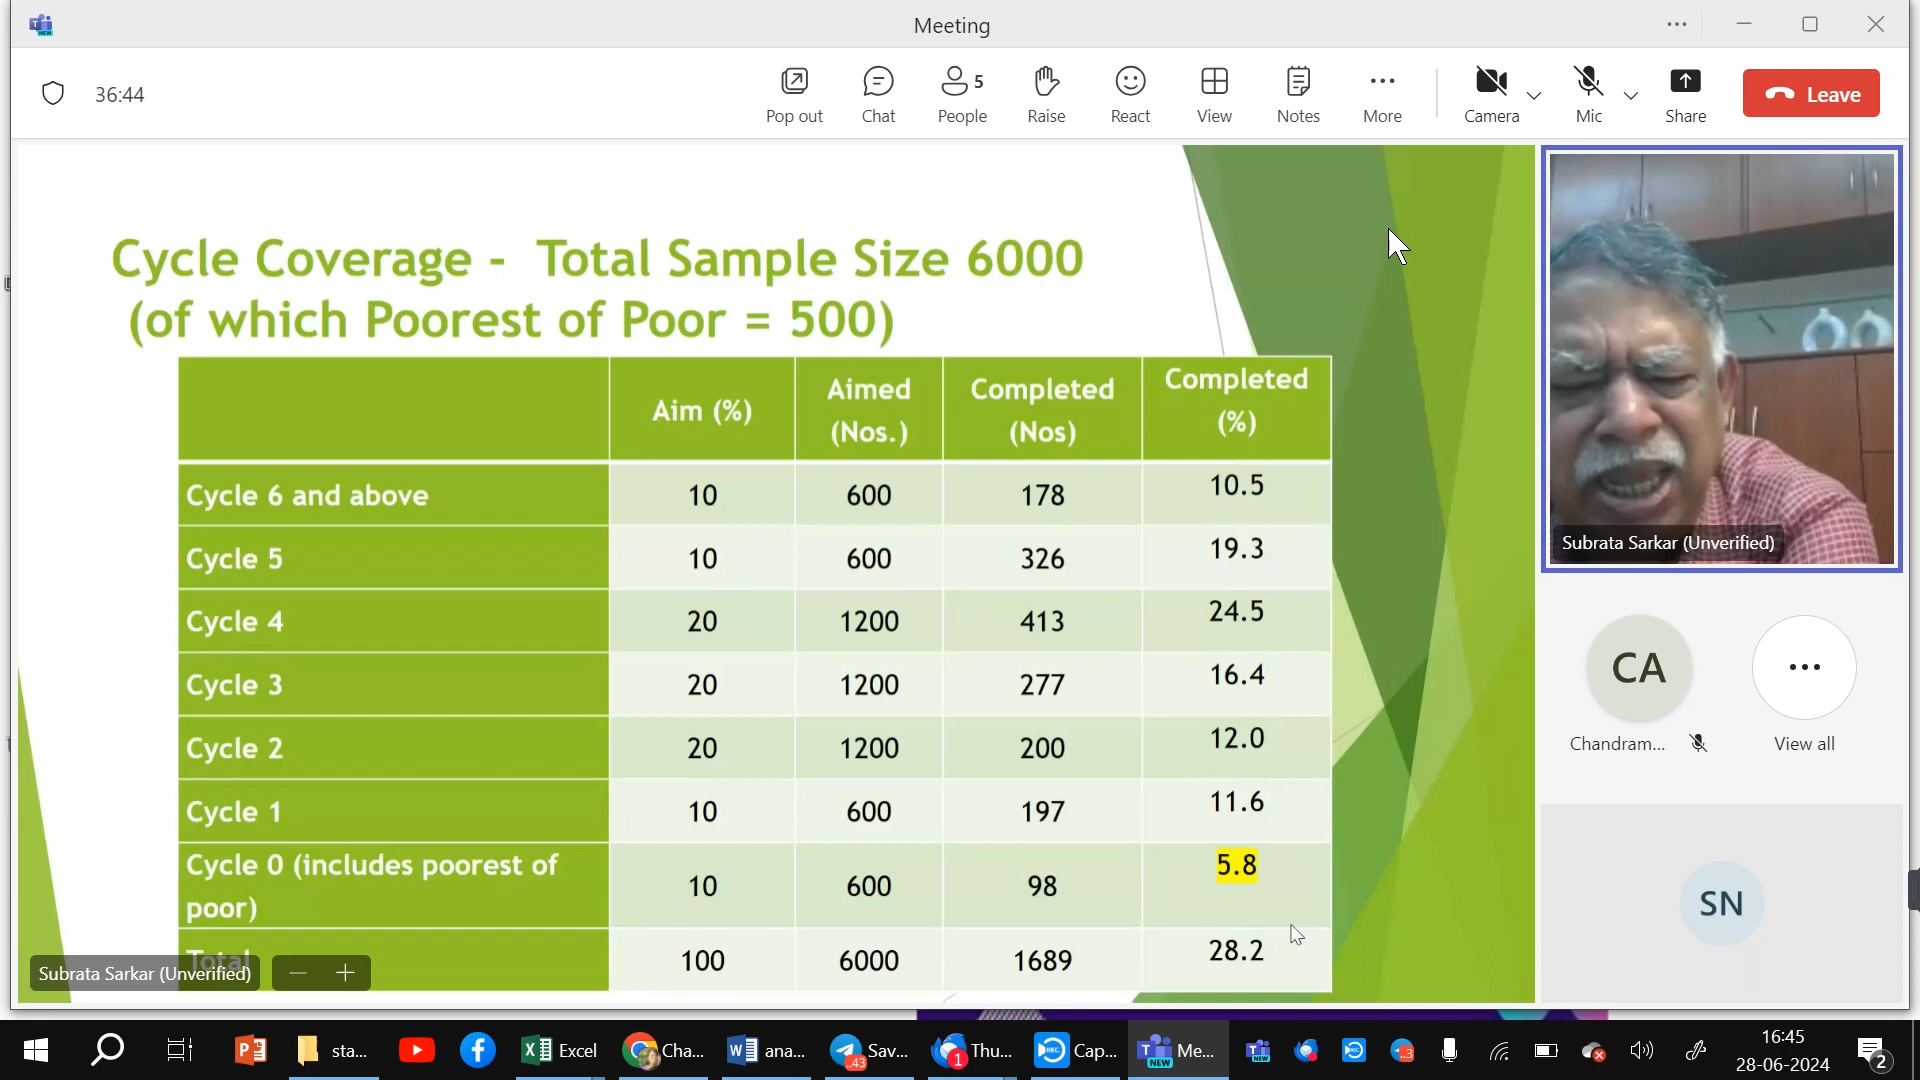 Meeting
36:44
Pop out
Chat
5
People
Raise
React
View
Notes
More
Camera
Mic
Share
Leave
Cycle Coverage - Total Sample Size 6000
(of which Poorest of Poor = 500)
Aim (%) Aimed (Nos.) Completed (Nos) Completed (%)
Cycle 6 and above 10 600 178 10.5
Cycle 5 10 600 326 19.3
Cycle 4 20 1200 413 24.5
Cycle 3 20 1200 277 16.4
Cycle 2 20 1200 200 12.0
Cycle 1 10 600 197 11.6
Cycle 0 (includes poorest of poor) 10 600 98 5.8
Total 100 6000 1689 28.2
Subrata Sarkar (Unverified)
Subrata Sarkar (Unverified)
CA
Chandram...
View all
SN
sta...
Excel
Cha...
ana...
Sav...
.43
Thu...
1
REC
Cap...
Me...
NEW
16:45
28-06-2024
2